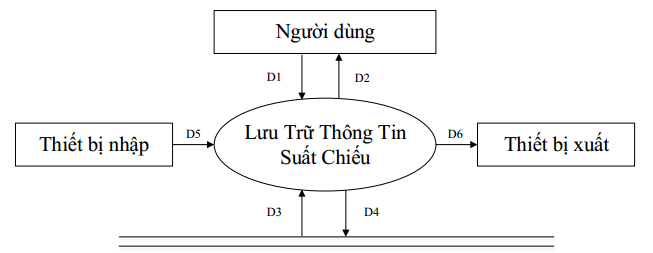 Người dùng
D1
D2
Thiết bị nhập
D5
Lưu Trữ Thông Tin
Suất Chiếu
D6
Thiết bị xuất
D3
D4